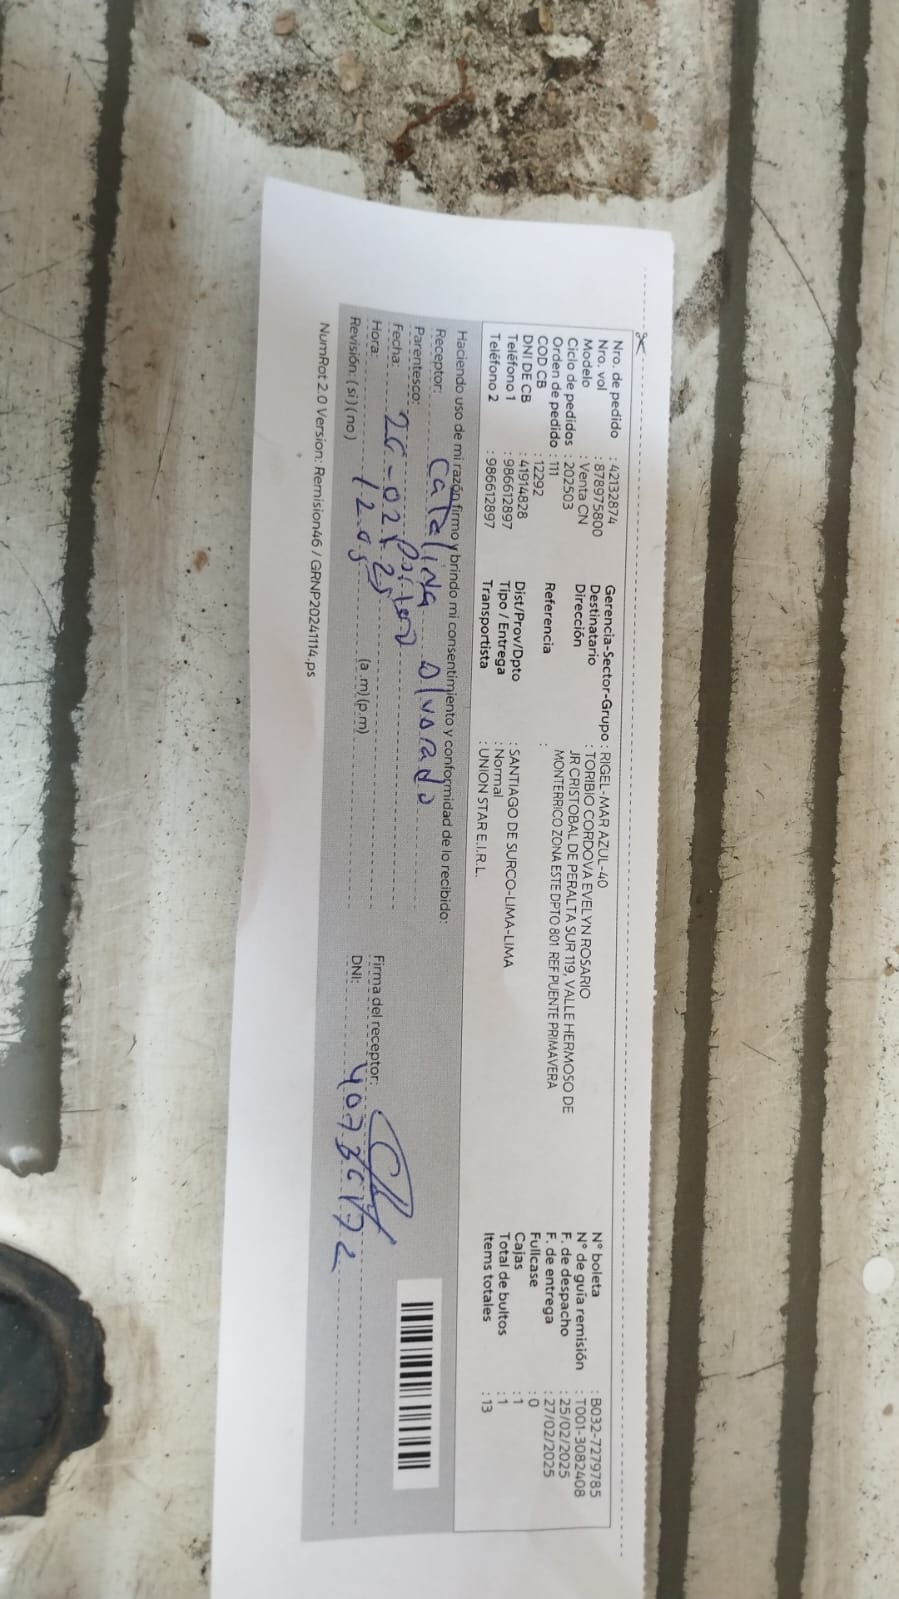 Nro. de pedido : 42132874
Nro. vol : 878975800
Modelo : Venta CN
Ciclo de pedidos : 202503
Orden de pedido : 111
COD CB : 12292
DNI DE CB : 41914828
Teléfono 1 : 986612897
Teléfono 2 : 986612897
Gerencia-Sector-Grupo : RIGEL-MAR AZUL-40
Destinatario : TORIBIO CORDOVA EVELYN ROSARIO
Dirección JR CRISTOBAL DE PERALTA SUR 119, VALLE HERMOSO DE
MONTERRICO ZONA ESTE DPTO 801 REF PUENTE PRIMAVERA
Referencia :
Dist/Prov/Dpto : SANTIAGO DE SURCO-LIMA-LIMA
Tipo / Entrega : Normal
Transportista : UNION STAR E.I.R.L.
N° boleta : B032-7279785
N° de guía remisión : T001-3082408
F. de despacho : 25/02/2025
F. de entrega : 27/02/2025
Fullcase : 0
Cajas : 1
Total de bultos : 1
Items totales : 13
Haciendo uso de mi razón firmo y brindo mi consentimiento y conformidad de lo recibido:
Receptor: Catalina Alvarado
Parentesco:
Fecha:
Hora: (a.m)(p.m)
Revisión: (si)(no)
Firma del receptor:
DNI:
NumRot 2.0 Version: Remision46 / GRNP20241114.ps